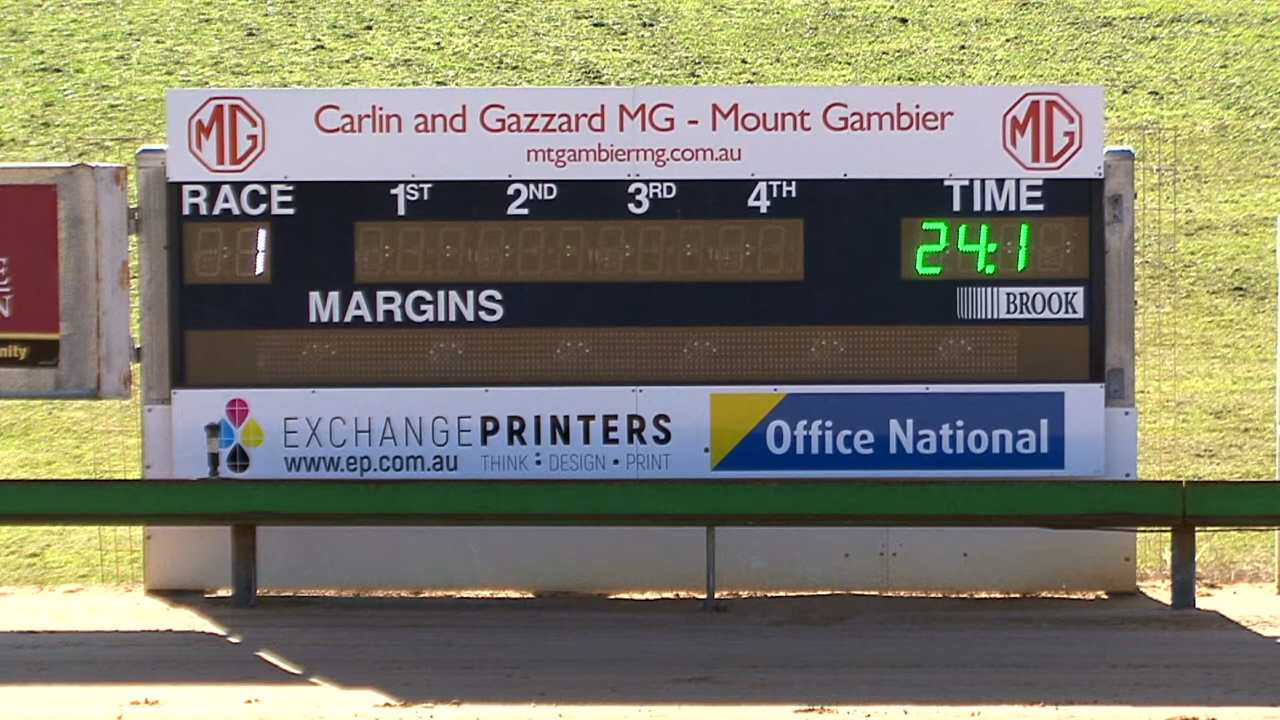 MG Carlin and Gazzard MG - Mount Gambier MG
mtgambiermg.com.au
RACE 1ST 2ND 3RD 4TH TIME
1 24:1
MARGINS BROOK
nity
EXCHANGEPRINTERS
www.ep.com.au THINK : DESIGN • PRINT
Office National